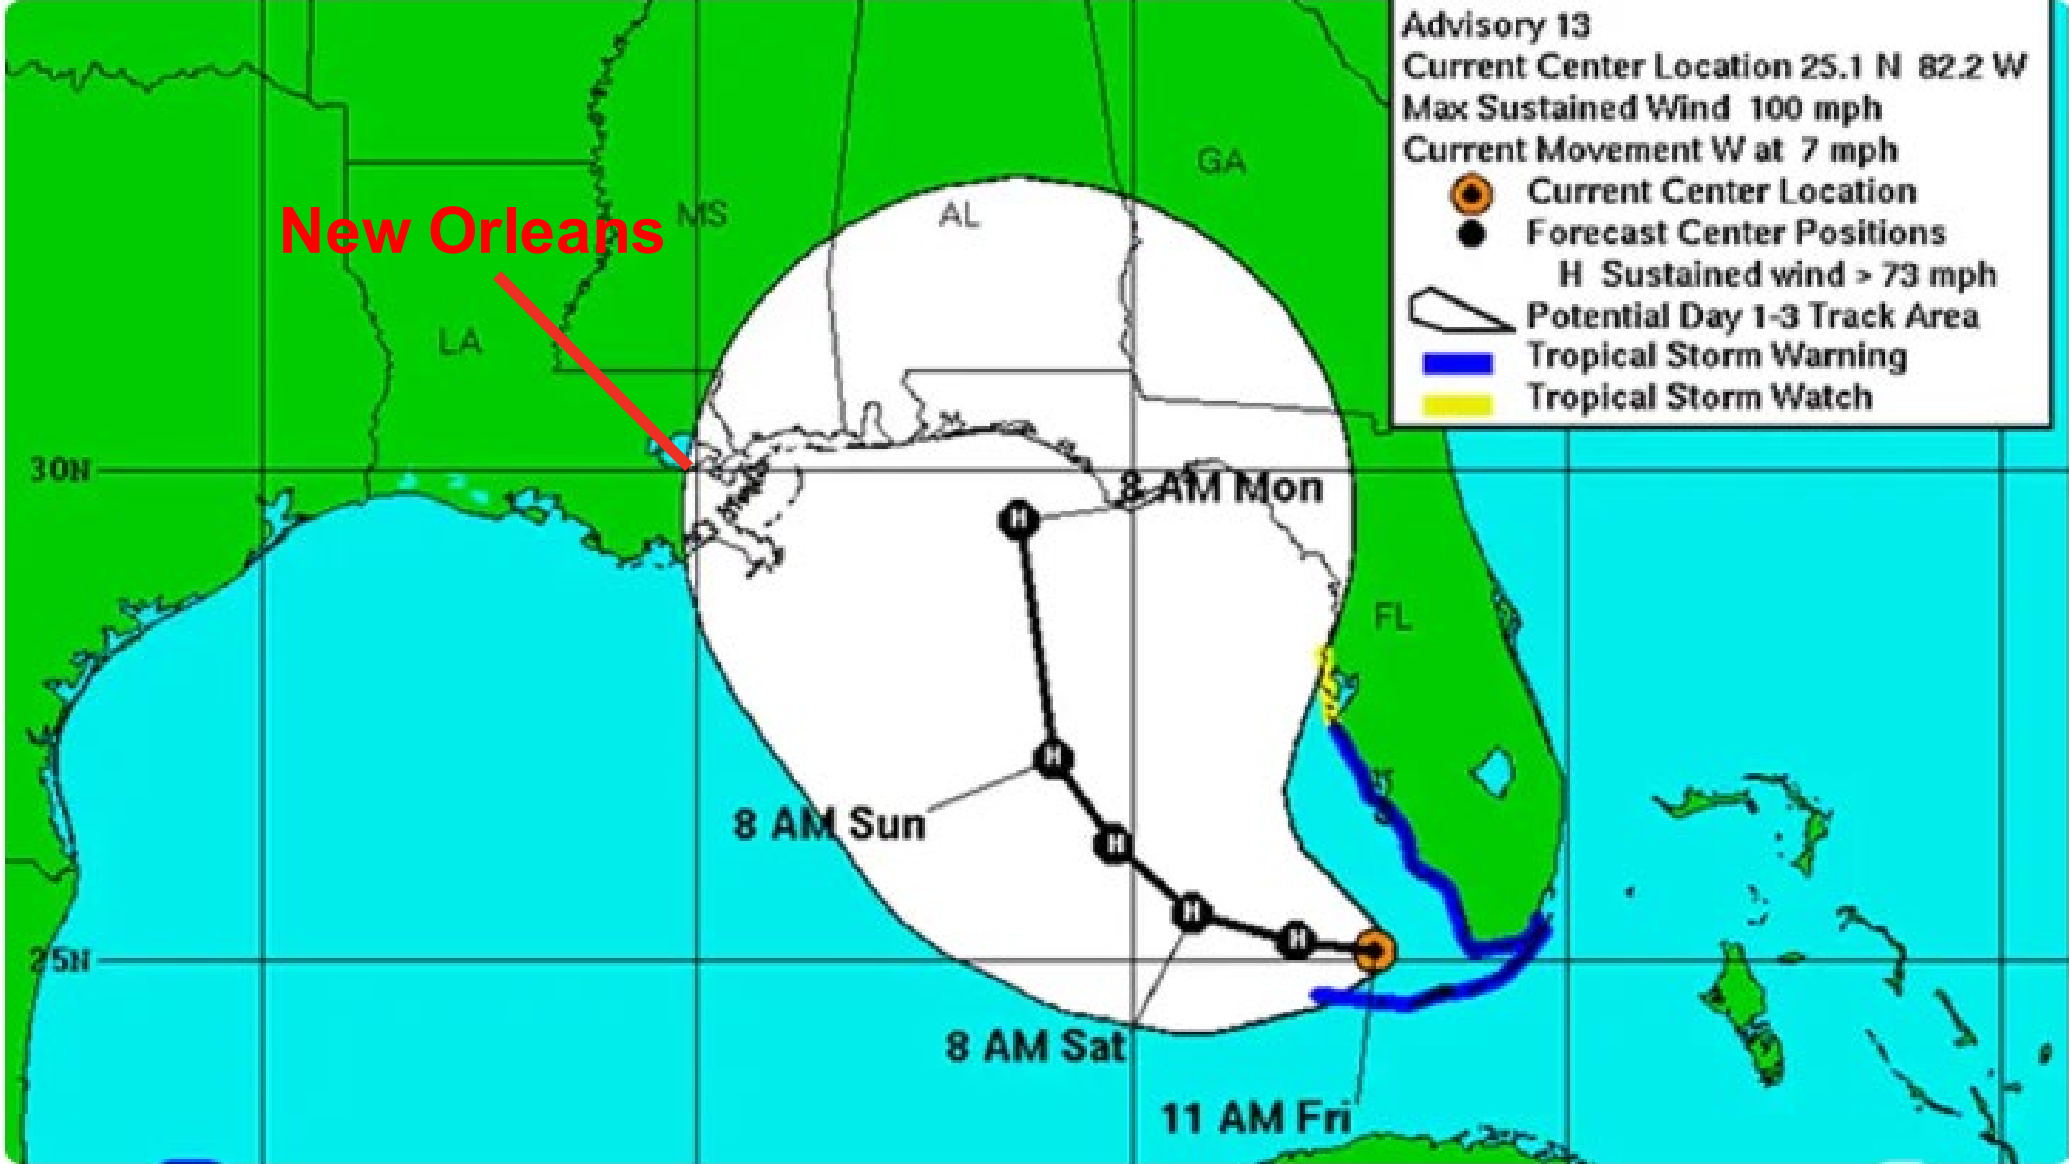 Advisory 13
Current Center Location 25.1 N 82.2 W
Max Sustained Wind 100 mph
Current Movement W at 7 mph
Current Center Location
Forecast Center Positions
H Sustained wind > 73 mph
Potential Day 1-3 Track Area
Tropical Storm Warning
Tropical Storm Watch
GA
MS
AL
New Orleans
LA
30N
8 AM Mon
H
FL
H
8 AM Sun
H
H
H
25N
8 AM Sat
11 AM Fri